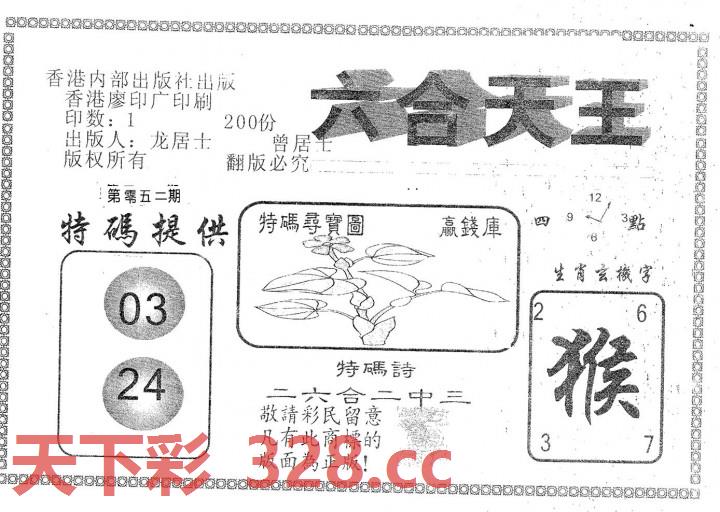 香港内部出版社出版
香港廖印广印刷
印数：1 200份
出版人：龙居士 曾居士
版权所有 翻版必究
六合天王
第零五二期
特碼提供
03
24
特碼尋寶圖 贏錢庫
特碼詩
二六合二中三
敬請彩民留意
凡有此商標的
版面為正版！
四 點
12
9 3
6
生肖玄機字
2 6
猴
3 7
天下彩 328.cc